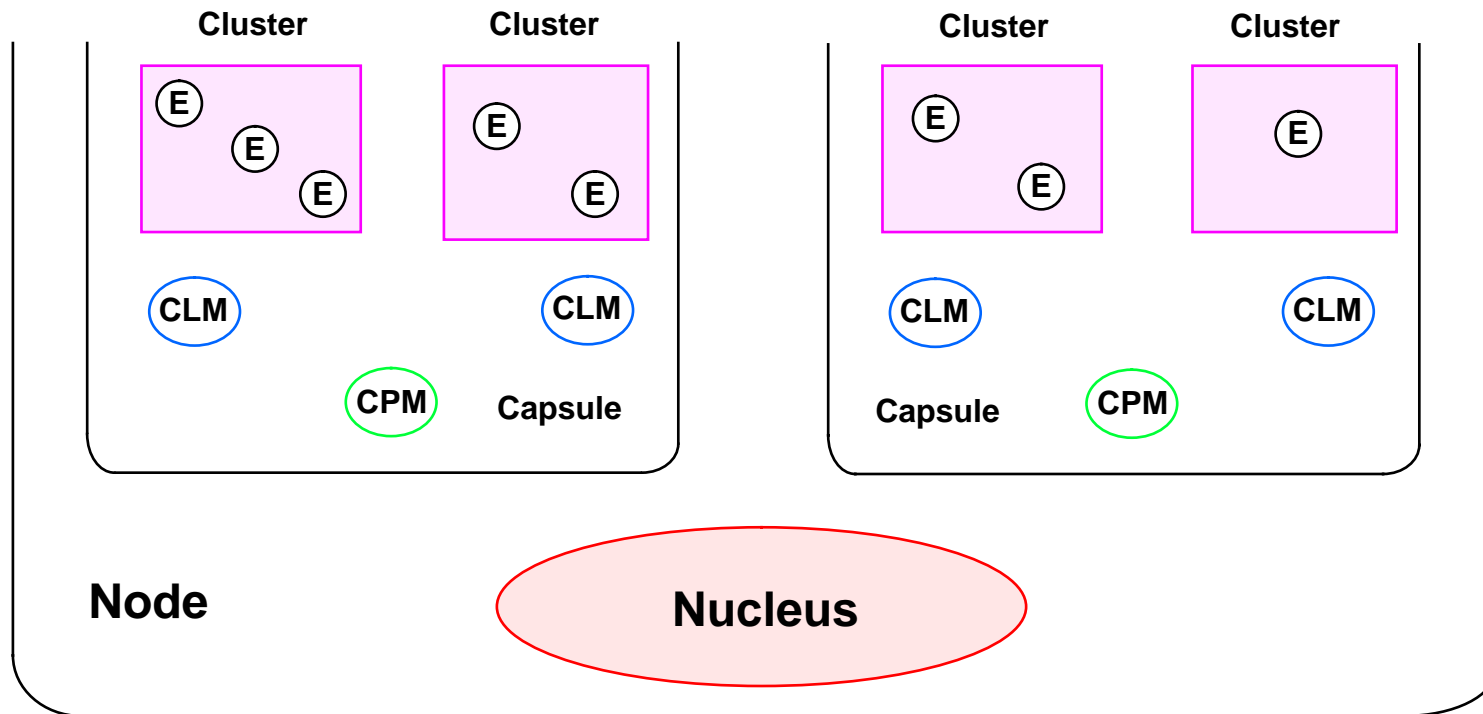 Cluster
Cluster
Cluster
Cluster
E
E
E
E
E
E
E
E
CLM
CLM
CLM
CLM
CPM
Capsule
Capsule
CPM
Node
Nucleus